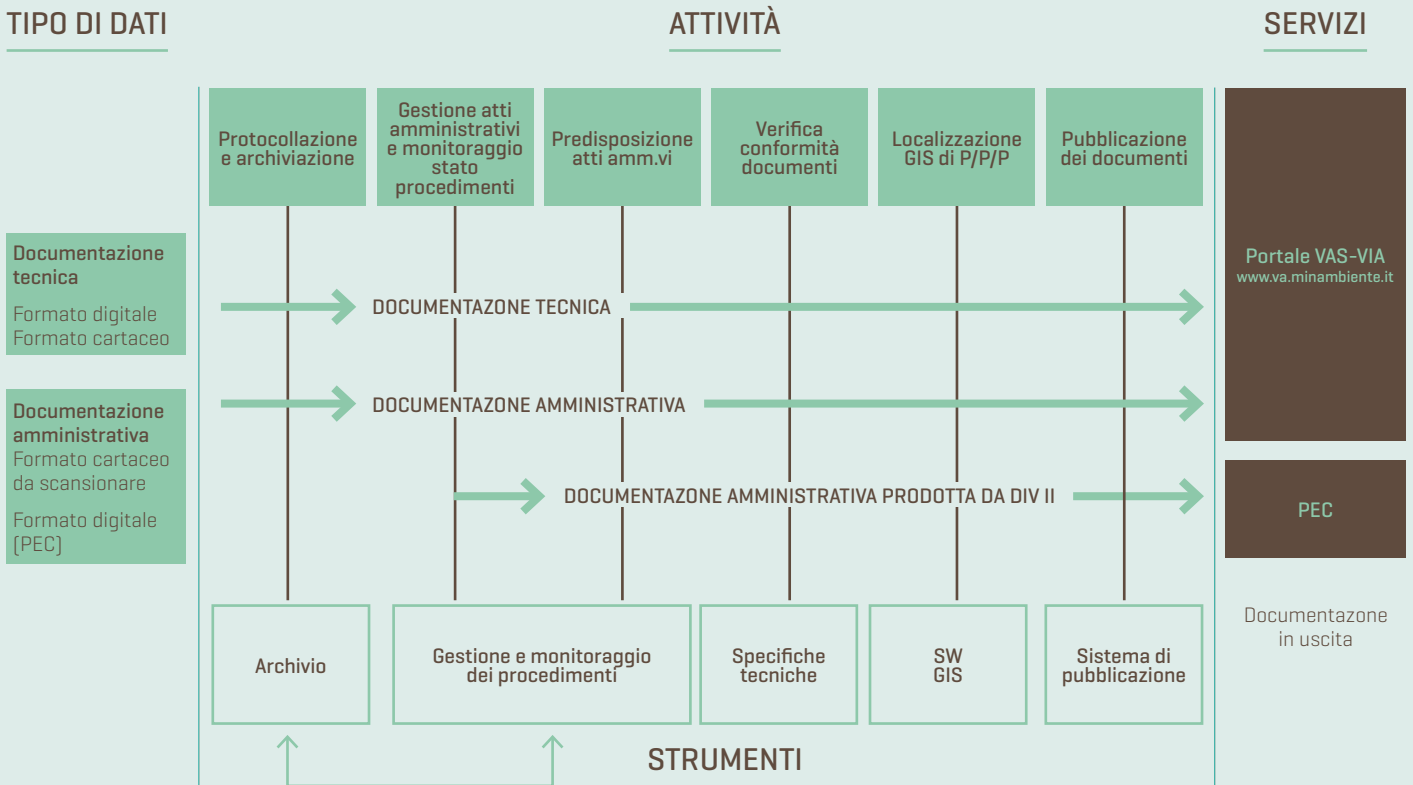 TIPO DI DATI
ATTIVITÀ
SERVIZI
Protocollazione
e archiviazione
Gestione atti
amministrativi
e monitoraggio
stato
procedimenti
Predisposizione
atti amm.vi
Verifica
conformità
documenti
Localizzazione
GIS di P/P/P
Pubblicazione
dei documenti
Documentazione
tecnica
Formato digitale
Formato cartaceo
Documentazione
amministrativa
Formato cartaceo
da scansionare
Formato digitale
(PEC)
DOCUMENTAZONE TECNICA
DOCUMENTAZONE AMMINISTRATIVA
DOCUMENTAZONE AMMINISTRATIVA PRODOTTA DA DIV II
Portale VAS-VIA
www.va.minambiente.it
PEC
Documentazone
in uscita
Archivio
Gestione e monitoraggio
dei procedimenti
Specifiche
tecniche
SW
GIS
Sistema di
pubblicazione
STRUMENTI